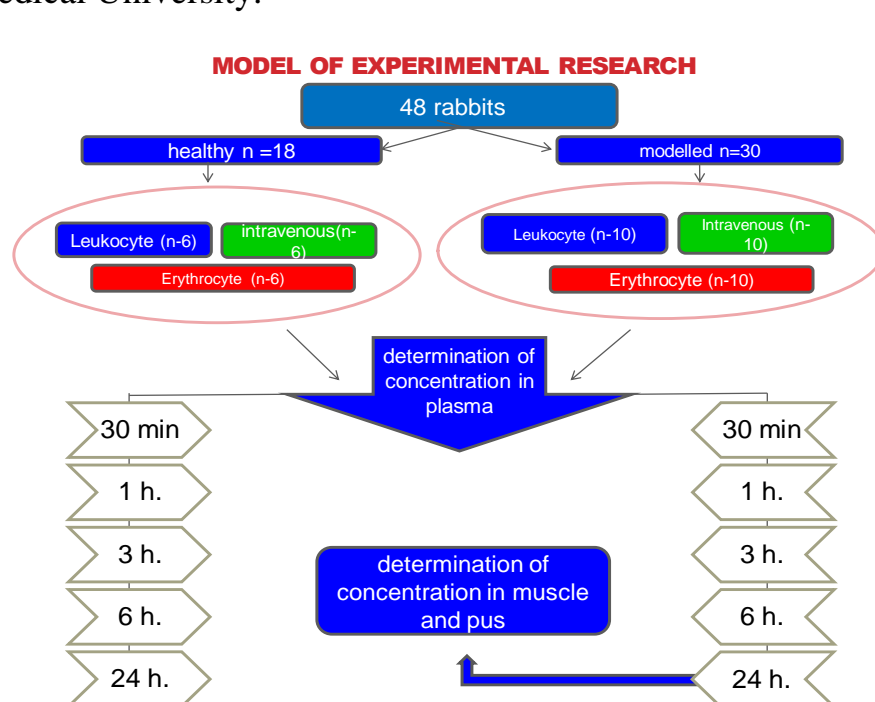 edical University.
MODEL OF EXPERIMENTAL RESEARCH
48 rabbits
healthy n =18
modelled n=30
Leukocyte (n-6)
intravenous(n-
6)
Erythrocyte (n-6)
Leukocyte (n-10)
Intravenous (n-
10)
Erythrocyte (n-10)
determination of
concentration in
plasma
30 min
1 h.
3 h.
6 h.
24 h.
30 min
1 h.
3 h.
6 h.
24 h.
determination of
concentration in muscle
and pus